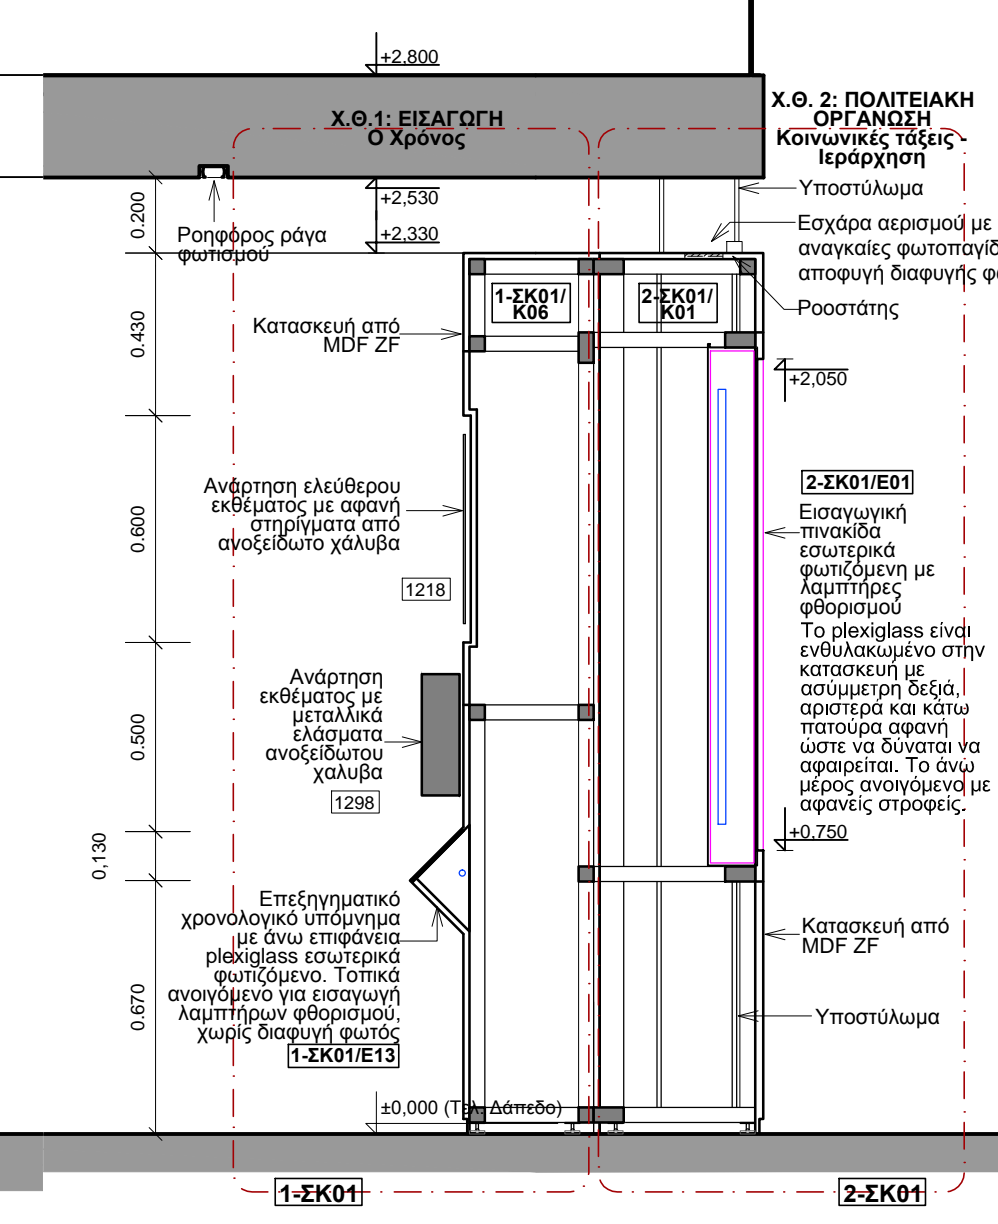 +2,800
Χ.Θ.1: ΕΙΣΑΓΩΓΗ
Ο Χρόνος
Χ.Θ. 2: ΠΟΛΙΤΕΙΑΚΗ
ΟΡΓΑΝΩΣΗ
Κοινωνικές τάξεις -
Ιεράρχηση
Υποστύλωμα
+2,530
+2,330
0.200
Ροηφόρος ράγα
φωτισμού
Εσχάρα αερισμού με
αναγκαίες
αποφυγή διαφυγής
Ροοστάτης
1-ΣΚ01/
Κ06
2-ΣΚ01/
Κ01
0.430
Κατασκευή από
MDF ZF
+2,050
0.600
Ανάρτηση ελεύθερου
εκθέματος με αφανή
στηρίγματα από
ανοξείδωτο χάλυβα
1218
2-ΣΚ01/Ε01
Εισαγωγική
πινακίδα
εσωτερικά
φωτιζόμενη με
λαμπτήρες
φθορισμού
Το plexiglass είναι
ενθυλακωμένο στην
κατασκευή με
ασύμμετρη δεξιά,
αριστερά και κάτω
πατούρα αφανή
ώστε να δύναται να
αφαιρείται. Το άνω
μέρος ανοιγόμενο με
αφανείς στροφείς.
0.500
Ανάρτηση
εκθέματος με
μεταλλικά
ελάσματα
ανοξείδωτου
χαλυβα
1298
+0,750
0,130
Επεξηγηματικό
χρονολογικό υπόμνημα
με άνω επιφάνεια
plexiglass εσωτερικά
φωτιζόμενο. Τοπικά
ανοιγόμενο για εισαγωγή
λαμπτήρων φθορισμού,
χωρίς διαφυγή φωτός
1-ΣΚ01/Ε13
0.670
Κατασκευή από
MDF ZF
Υποστύλωμα
±0,000 (Τελ. Δάπεδο)
1-ΣΚ01
2-ΣΚ01